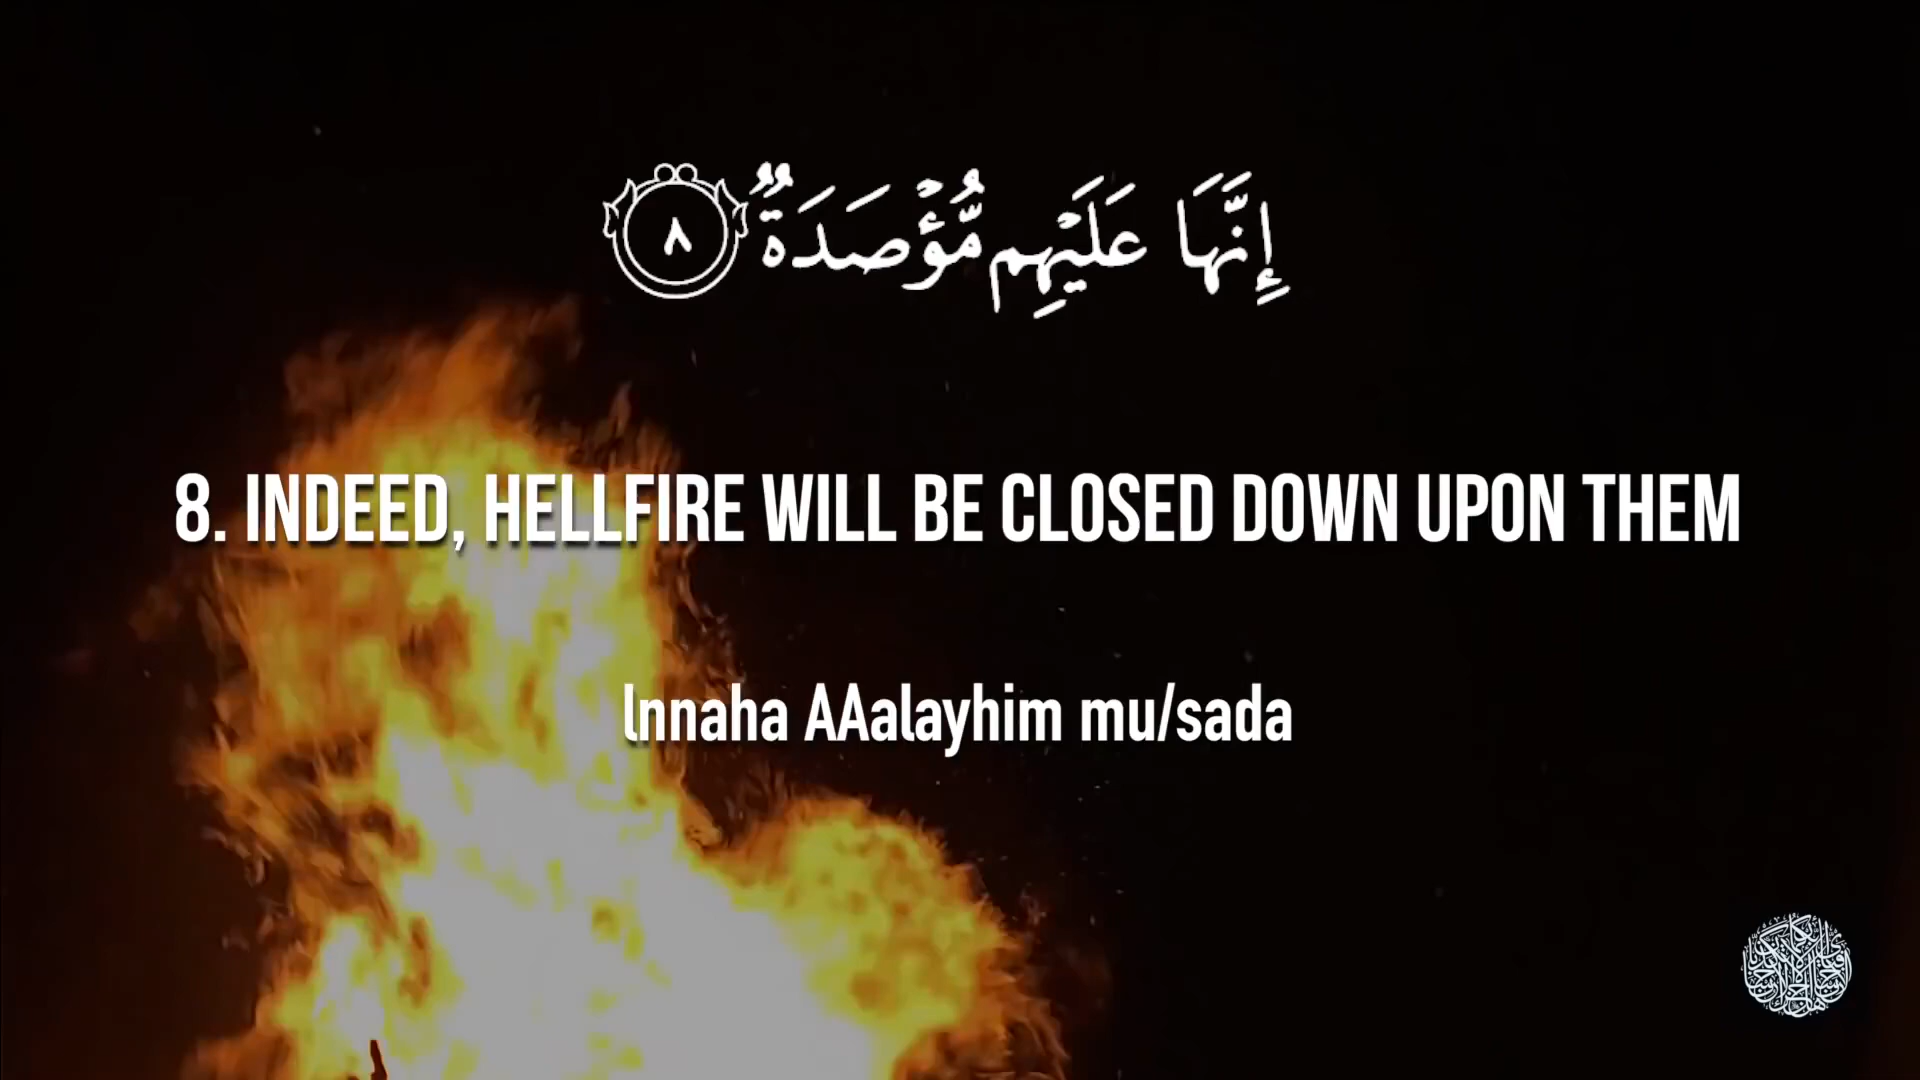 إِنَّهَا عَلَيْهِم مُّؤْصَدَةٌ ٨
8. INDEED, HELLFIRE WILL BE CLOSED DOWN UPON THEM
Innaha AAalayhim mu/sada